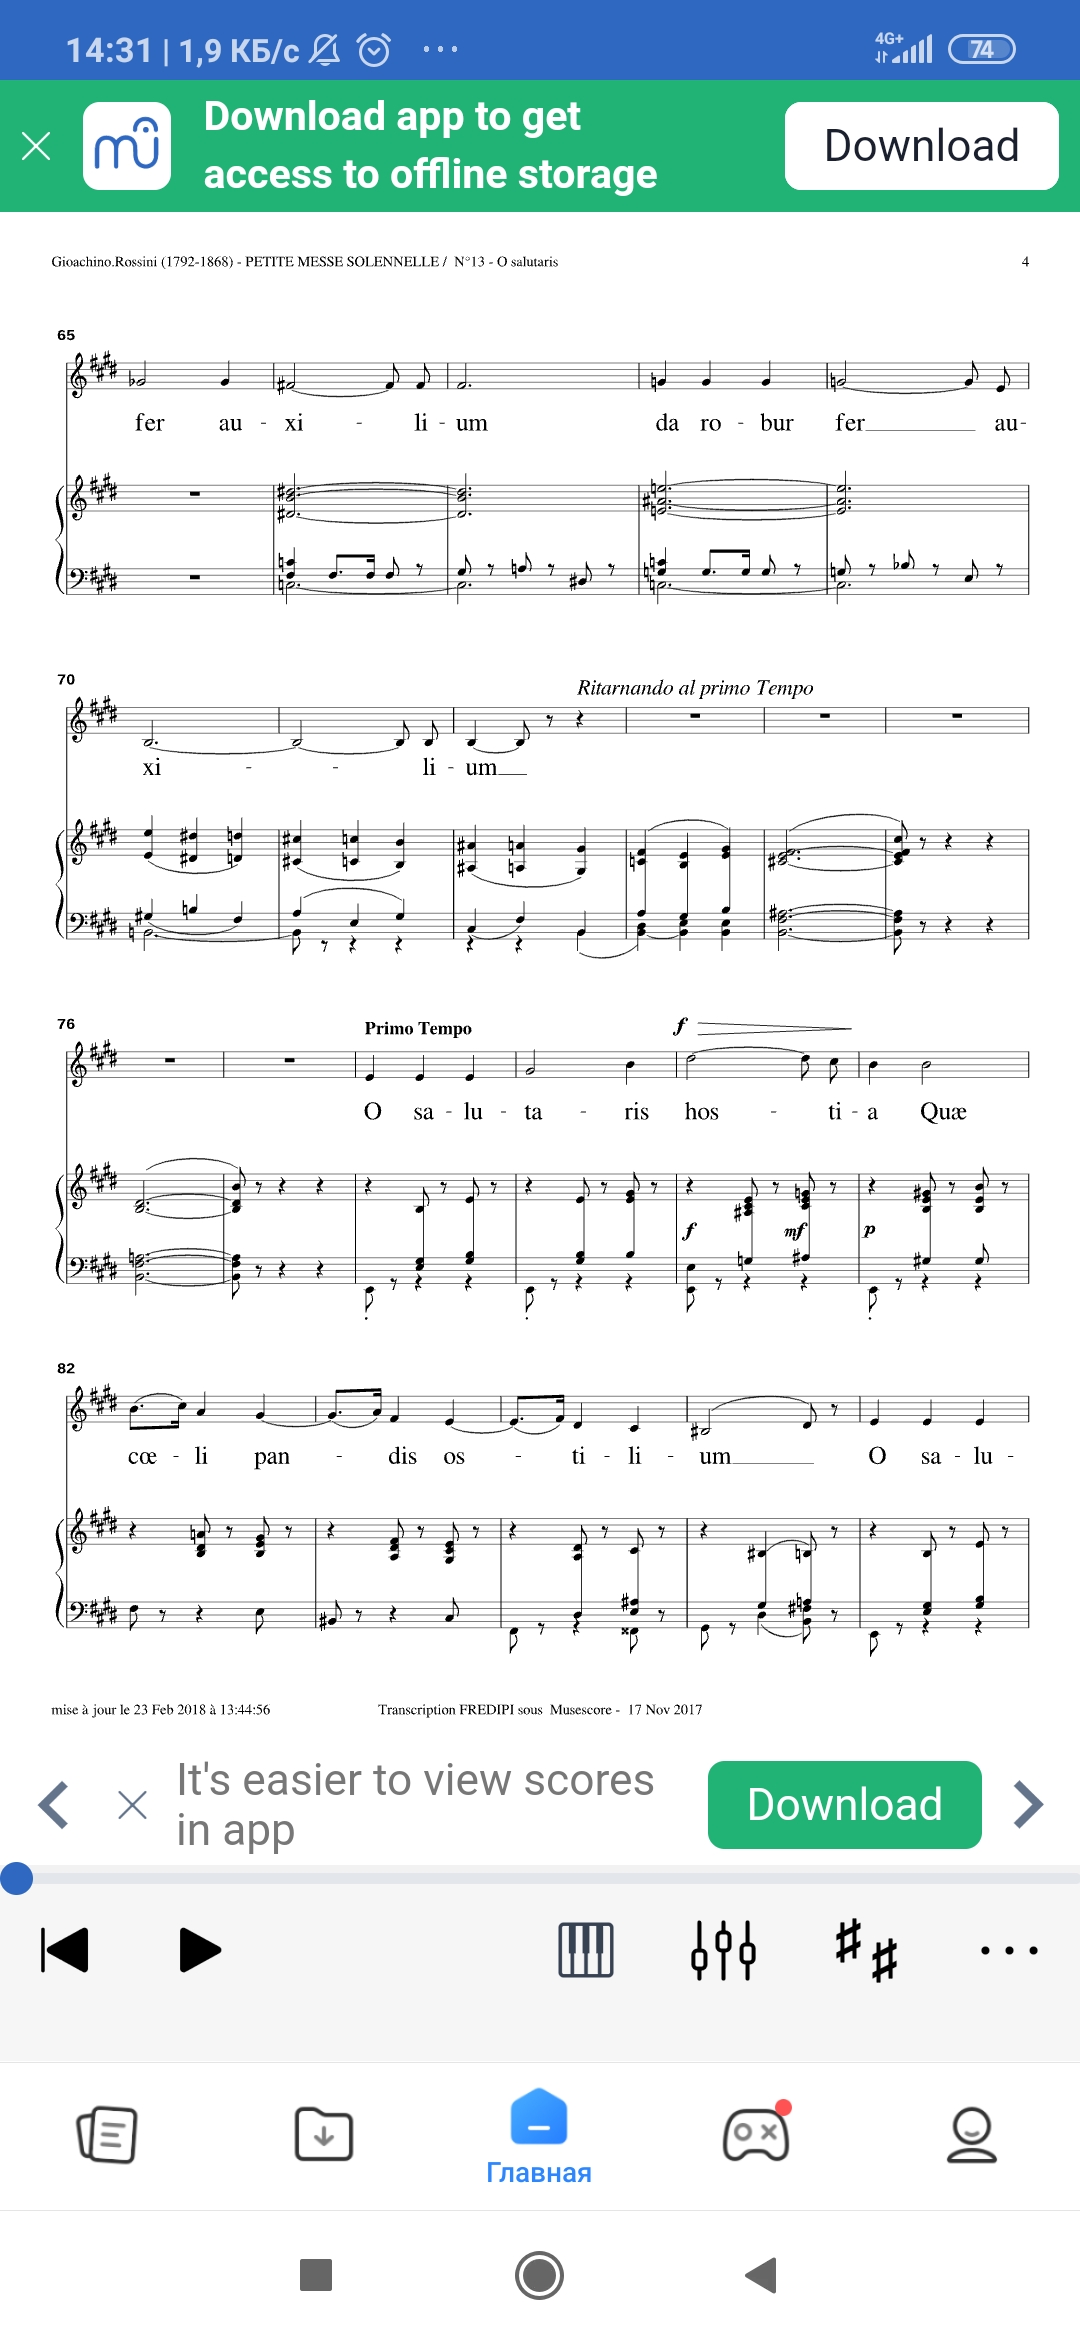 14:31 | 1,9 КБ/с ... 4G+ 74
Download app to get
access to offline storage
Download
Gioachino.Rossini (1792-1868) - PETITE MESSE SOLENNELLE / N°13 - O salutaris 4
65
fer au - xi - li - um da ro - bur fer au-
70
Ritarnando al primo Tempo
xi - - li - um
76
Primo Tempo f
O sa - lu - ta - ris hos - ti - a Quæ
f mf p
82
cœ - li pan - dis os - ti - li - um O sa - lu -
mise à jour le 23 Feb 2018 à 13:44:56 Transcription FREDIPI sous Musescore - 17 Nov 2017
It's easier to view scores
in app
Download
Главная